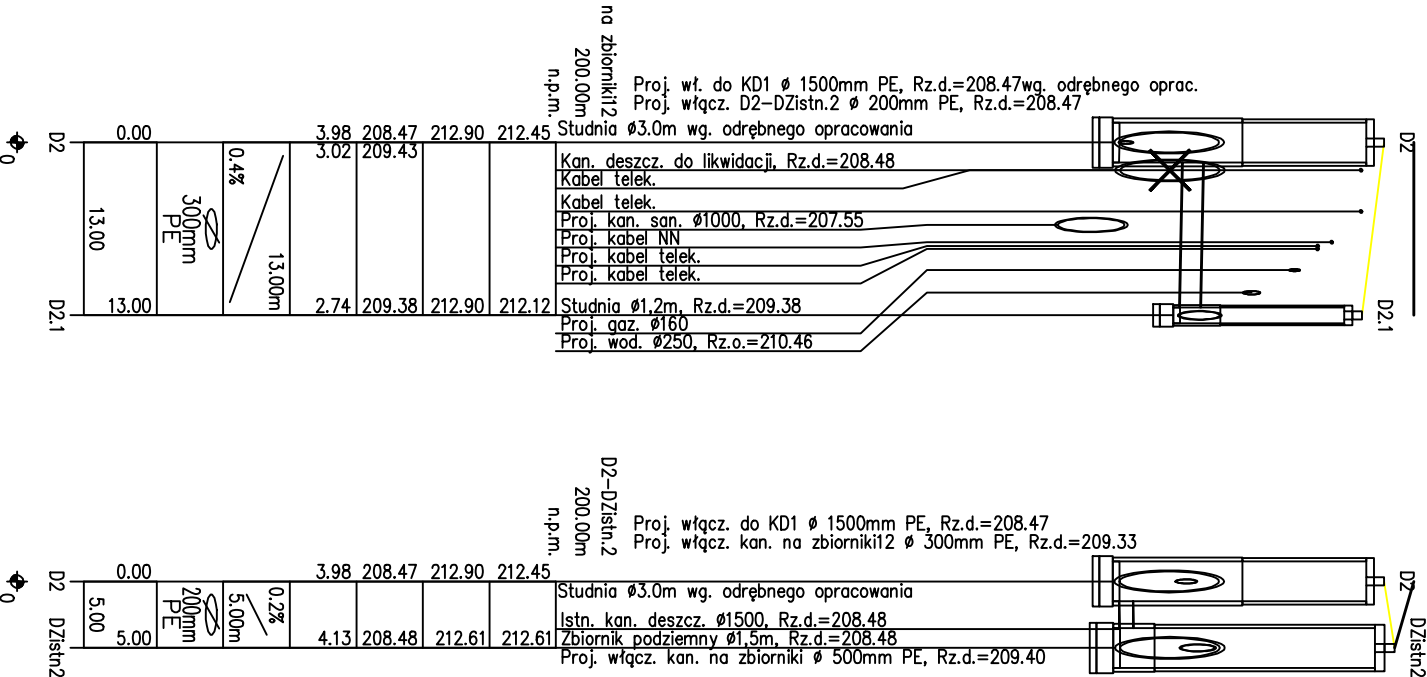 na zbiorniki12
200.00m
n.p.m.
Proj. wł. do KD1 ø 1500mm PE, Rz.d.=208.47wg. odrębnego oprac.
Proj. włącz. D2-DZistn.2 ø 200mm PE, Rz.d.=208.47
D2 0.00 3.98 208.47 212.90 212.45 Studnia ø3.0m wg. odrębnego opracowania D2
3.02 209.43
Kan. deszcz. do likwidacji, Rz.d.=208.48
Kabel telek.
Kabel telek.
Proj. kan. san. ø1000, Rz.d.=207.55
Proj. kabel NN
Proj. kabel telek.
Proj. kabel telek.
0
13.00
300mm
PE
0.4%
13.00m
D2.1 13.00 2.74 209.38 212.90 212.12 Studnia ø1,2m, Rz.d.=209.38 D2.1
Proj. gaz. ø160
Proj. wod. ø250, Rz.o.=210.46
D2-DZistn.2
200.00m
n.p.m.
Proj. włącz. do KD1 ø 1500mm PE, Rz.d.=208.47
Proj. włącz. kan. na zbiorniki12 ø 300mm PE, Rz.d.=209.33
D2 0.00 3.98 208.47 212.90 212.45 D2
Studnia ø3.0m wg. odrębnego opracowania
Istn. kan. deszcz. ø1500, Rz.d.=208.48
0
5.00
200mm
PE
0.2%
5.00m
DZistn2 5.00 4.13 208.48 212.61 212.61 Zbiornik podziemny ø1,5m, Rz.d.=208.48 DZistn2
Proj. włącz. kan. na zbiorniki ø 500mm PE, Rz.d.=209.40